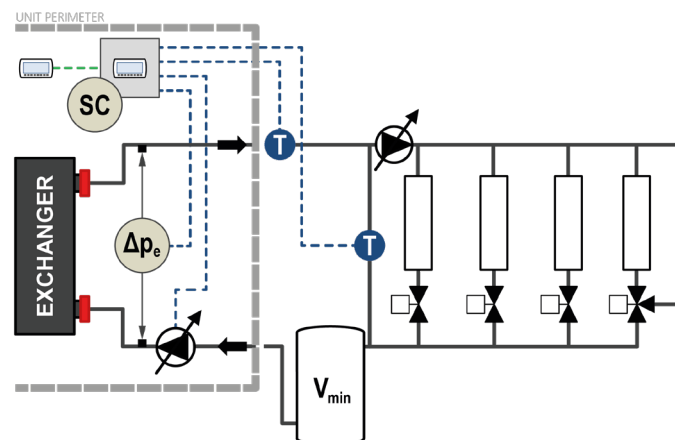 UNIT PERIMETER
SC
T
EXCHANGER
Δpe
T
Vmin